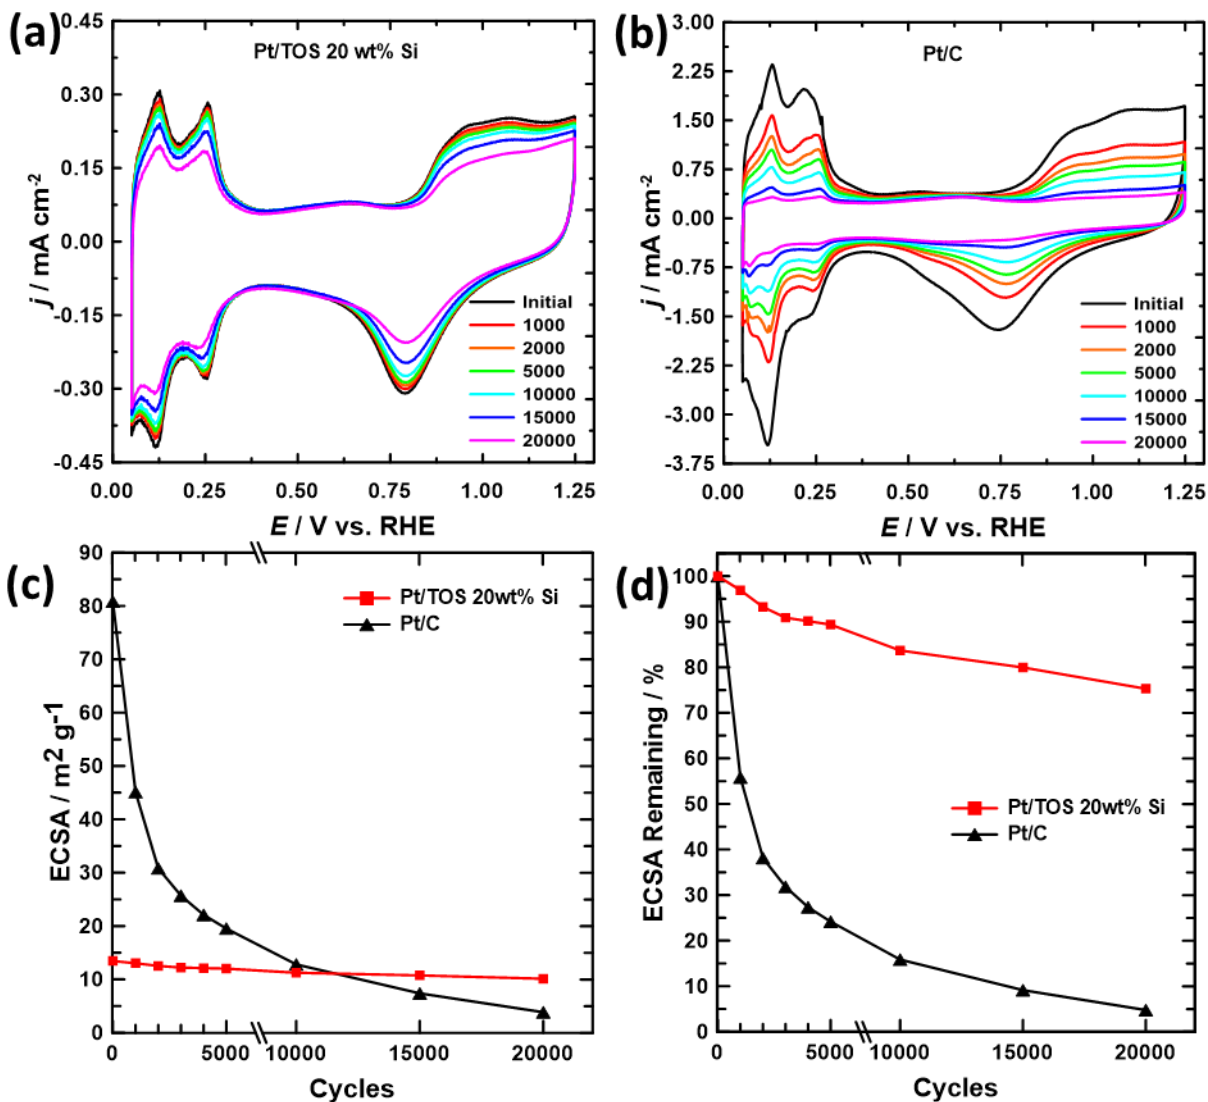 (a)
Pt/TOS 20 wt% Si
0.45
0.30
0.15
0.00
-0.15
-0.30
-0.45
j / mA cm-2
Initial
1000
2000
5000
10000
15000
20000
0.00 0.25 0.50 0.75 1.00 1.25
E / V vs. RHE
(b)
Pt/C
3.00
2.25
1.50
0.75
0.00
-0.75
-1.50
-2.25
-3.00
-3.75
j / mA cm-2
Initial
1000
2000
5000
10000
15000
20000
0.00 0.25 0.50 0.75 1.00 1.25
E / V vs. RHE
(c)
90
80
70
60
50
40
30
20
10
0
ECSA / m2 g-1
Pt/TOS 20wt% Si
Pt/C
0 5000 10000 15000 20000
Cycles
(d)
100
90
80
70
60
50
40
30
20
10
0
ECSA Remaining / %
Pt/TOS 20wt% Si
Pt/C
0 5000 10000 15000 20000
Cycles